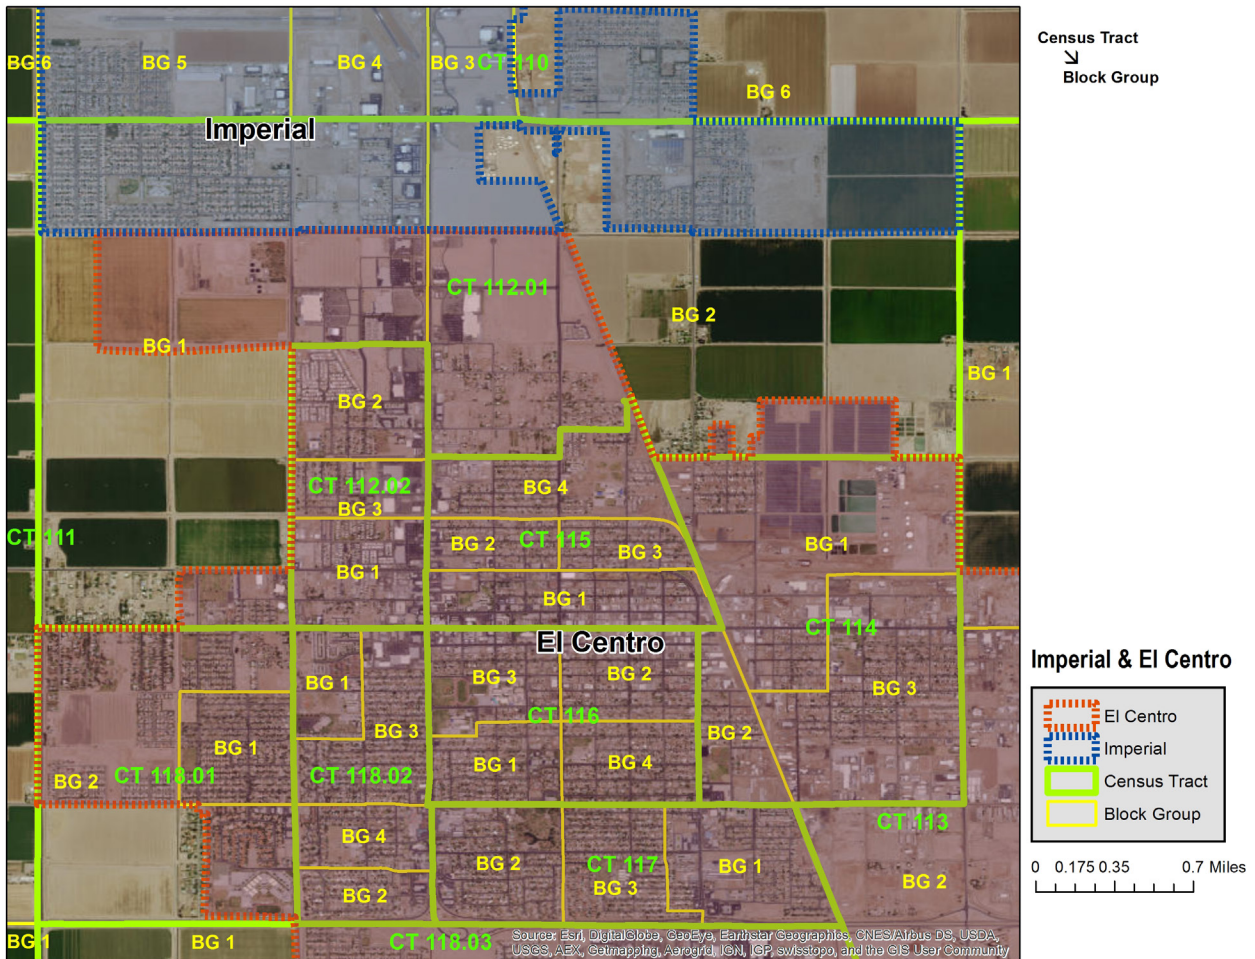 Census Tract
Block Group
BG 6
BG 5
BG 4
BG 3
CT 110
BG 6
Imperial
CT 112.01
BG 2
BG 1
BG 1
BG 2
CT 112.02
BG 3
BG 4
CT 111
BG 2
CT 115
BG 3
BG 1
BG 1
BG 1
El Centro
CT 114
BG 1
BG 3
BG 2
BG 3
CT 116
BG 3
BG 2
BG 1
BG 2
CT 118.01
CT 118.02
BG 1
BG 4
CT 113
BG 4
BG 2
CT 117
BG 1
BG 2
BG 3
BG 2
BG 1
BG 1
CT 118.03
Source: Esri, DigitalGlobe, GeoEye, Earthstar Geographics, CNES/Airbus DS, USDA,
USGS, AEX, Getmapping, Aerogrid, IGN, IGP, swisstopo, and the GIS User Community
Imperial & El Centro
El Centro
Imperial
Census Tract
Block Group
0 0.175 0.35 0.7 Miles